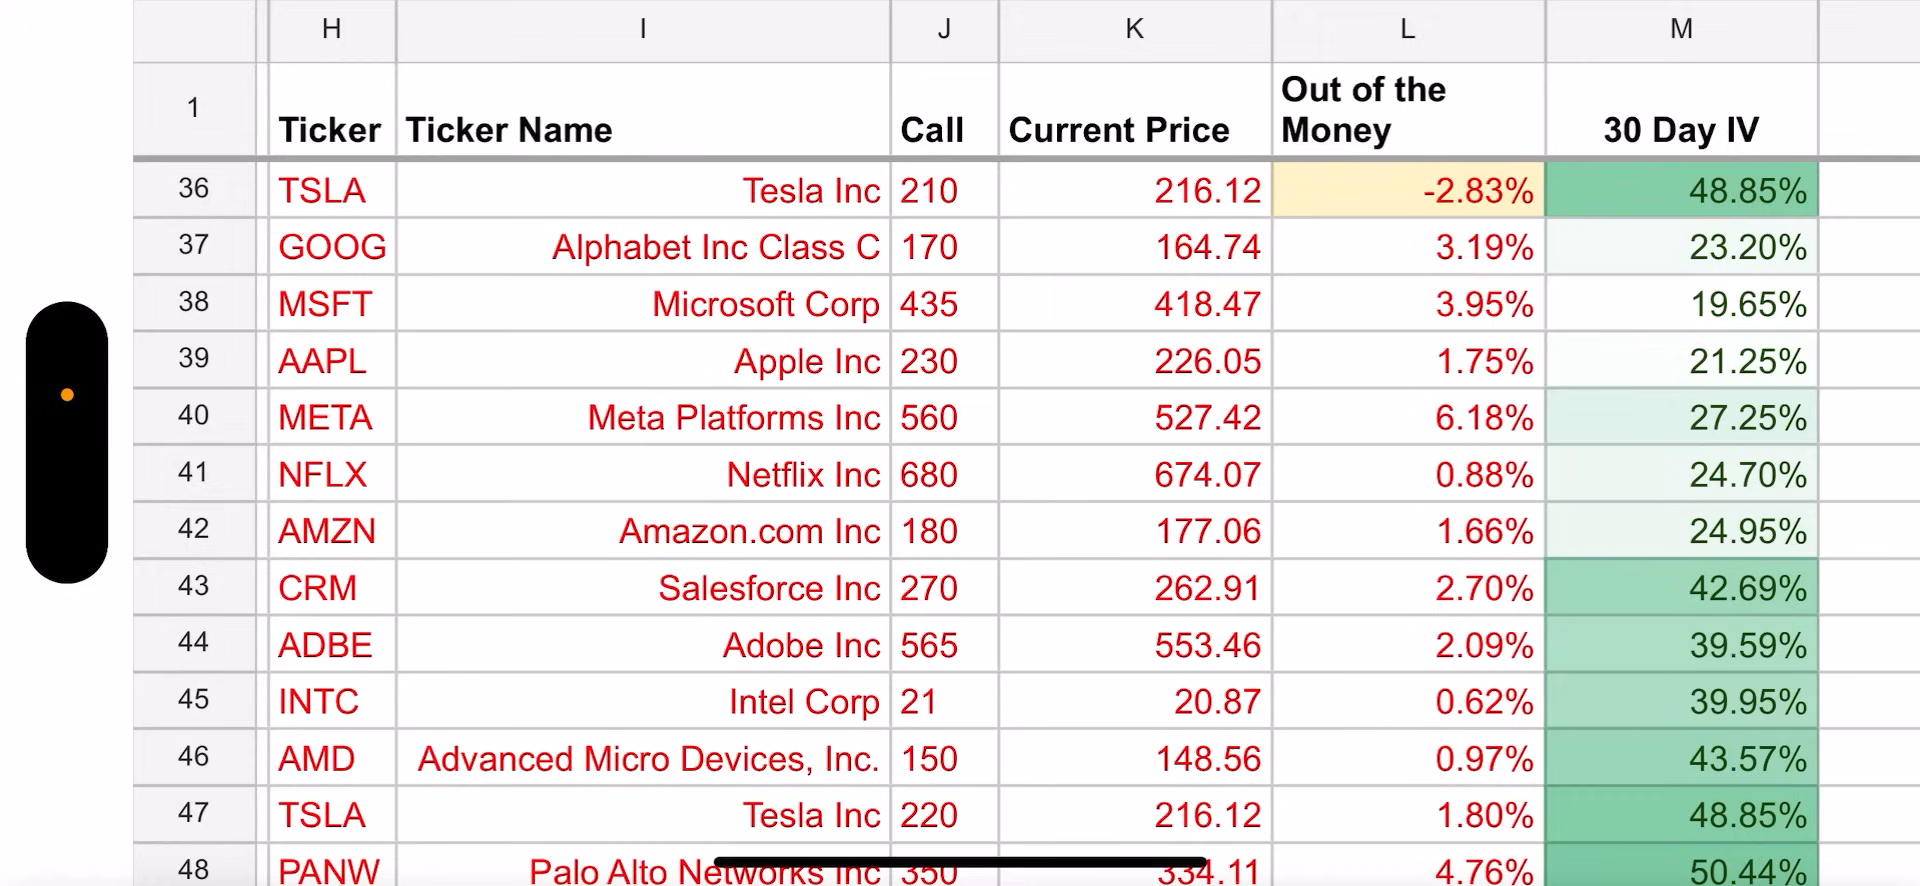 H I J K L M
1 Ticker Ticker Name Call Current Price Out of the Money 30 Day IV
36 TSLA Tesla Inc 210 216.12 -2.83% 48.85%
37 GOOG Alphabet Inc Class C 170 164.74 3.19% 23.20%
38 MSFT Microsoft Corp 435 418.47 3.95% 19.65%
39 AAPL Apple Inc 230 226.05 1.75% 21.25%
40 META Meta Platforms Inc 560 527.42 6.18% 27.25%
41 NFLX Netflix Inc 680 674.07 0.88% 24.70%
42 AMZN Amazon.com Inc 180 177.06 1.66% 24.95%
43 CRM Salesforce Inc 270 262.91 2.70% 42.69%
44 ADBE Adobe Inc 565 553.46 2.09% 39.59%
45 INTC Intel Corp 21 20.87 0.62% 39.95%
46 AMD Advanced Micro Devices, Inc. 150 148.56 0.97% 43.57%
47 TSLA Tesla Inc 220 216.12 1.80% 48.85%
48 PANW Palo Alto Networks Inc 350 334.11 4.76% 50.44%